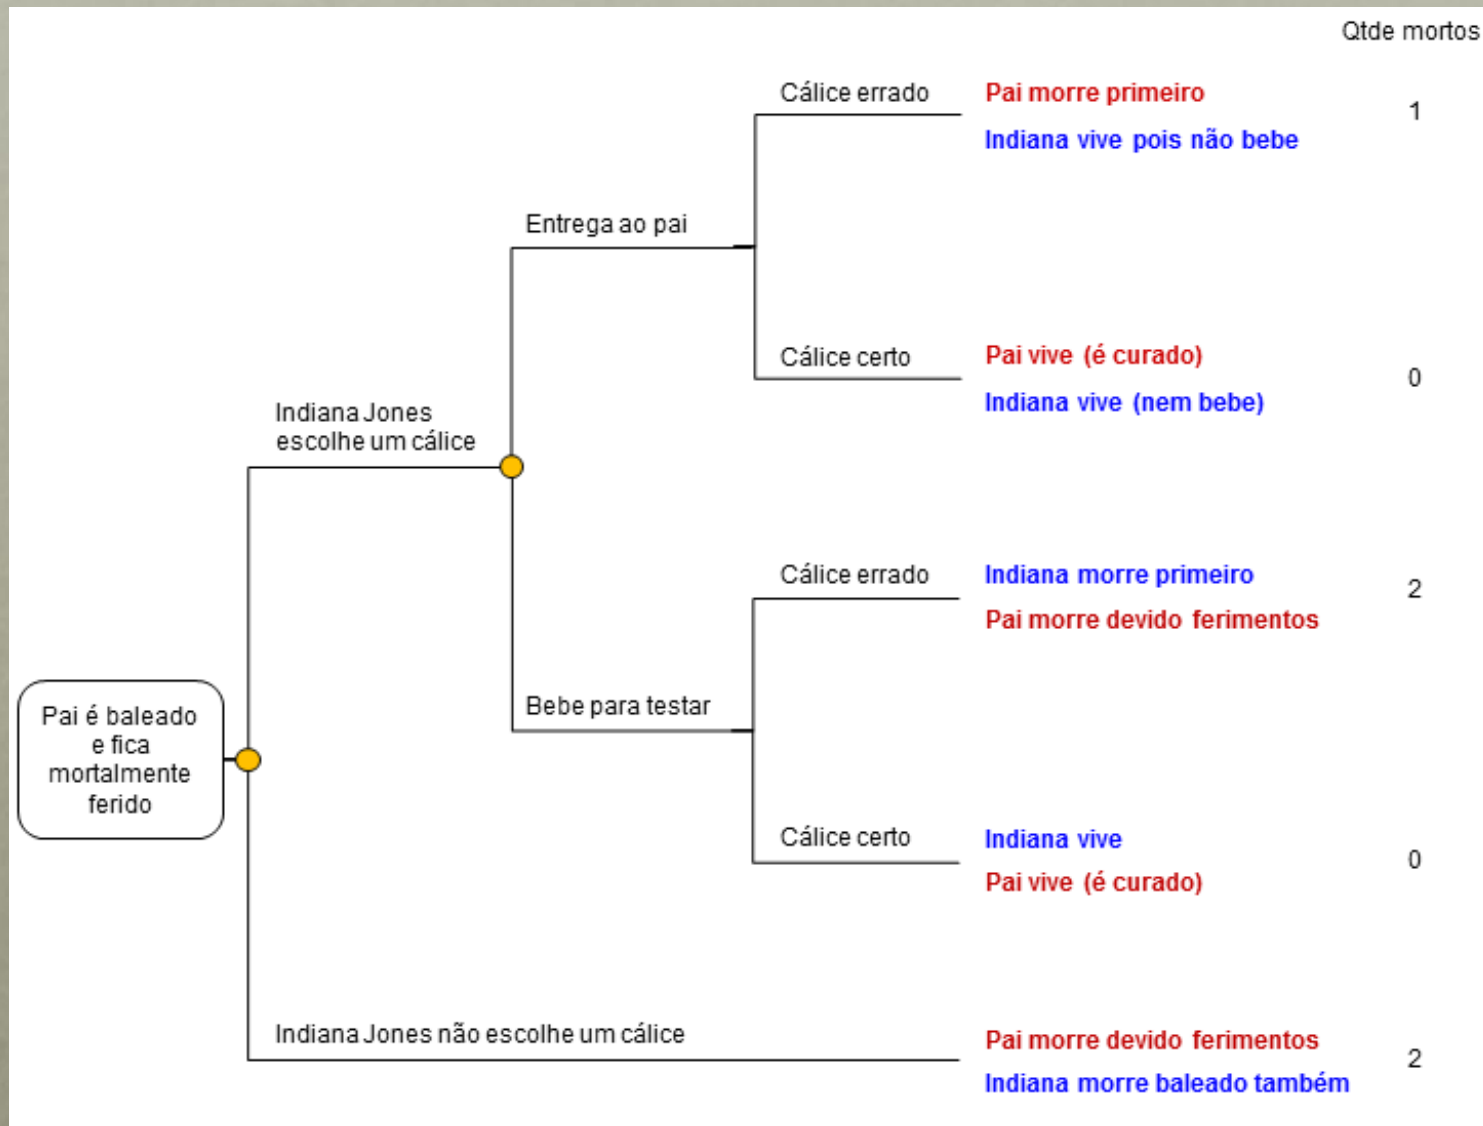 Qtde mortos
Cálice errado
Pai morre primeiro
1
Indiana vive pois não bebe
Entrega ao pai
Cálice certo
Pai vive (é curado)
0
Indiana vive (nem bebe)
Indiana Jones
escolhe um cálice
Cálice errado
Indiana morre primeiro
2
Pai morre devido ferimentos
Bebe para testar
Pai é baleado
e fica
mortalmente
ferido
Cálice certo
Indiana vive
0
Pai vive (é curado)
Indiana Jones não escolhe um cálice
Pai morre devido ferimentos
2
Indiana morre baleado também